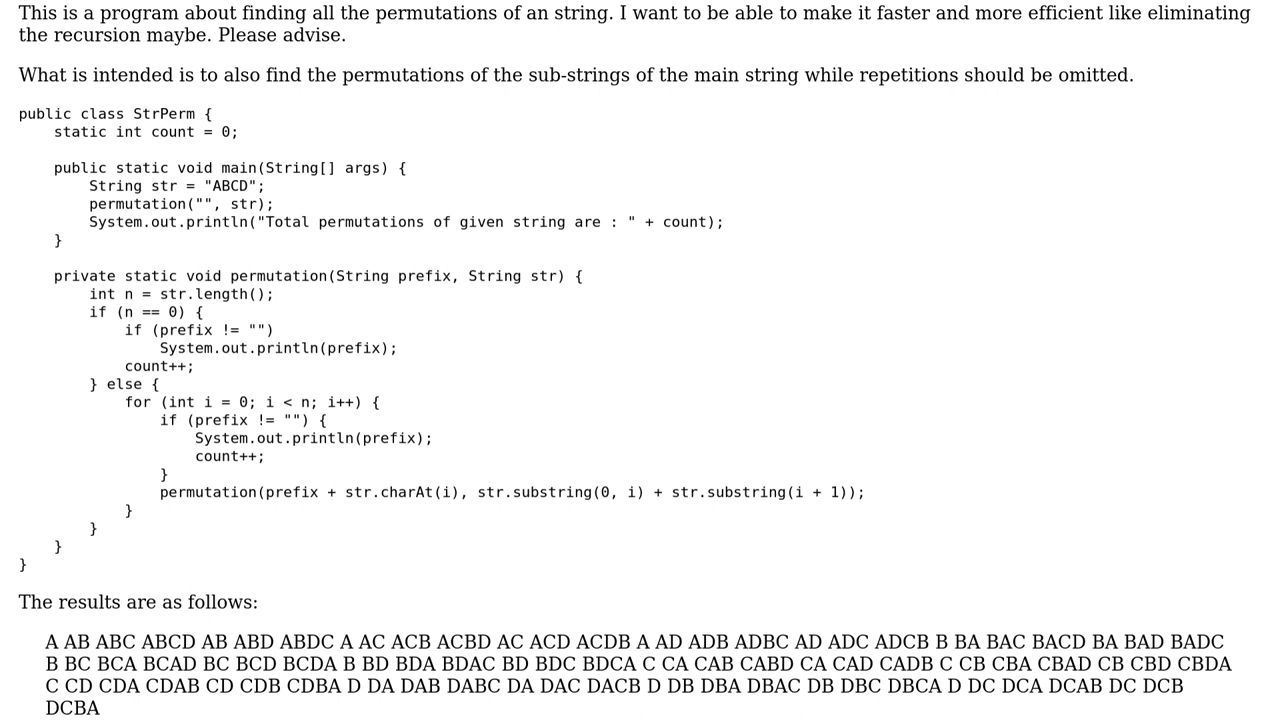 This is a program about finding all the permutations of an string. I want to be able to make it faster and more efficient like eliminating
the recursion maybe. Please advise.
What is intended is to also find the permutations of the sub-strings of the main string while repetitions should be omitted.
public class StrPerm {
    static int count = 0;
    public static void main(String[] args) {
        String str = "ABCD";
        permutation("", str);
        System.out.println("Total permutations of given string are : " + count);
    }
    private static void permutation(String prefix, String str) {
        int n = str.length();
        if (n == 0) {
            if (prefix != "")
                System.out.println(prefix);
            count++;
        } else {
            for (int i = 0; i < n; i++) {
                if (prefix != "") {
                    System.out.println(prefix);
                    count++;
                }
                permutation(prefix + str.charAt(i), str.substring(0, i) + str.substring(i + 1));
            }
        }
    }
}
The results are as follows:
A AB ABC ABCD AB ABD ABDC A AC ACB ACBD AC ACD ACDB A AD ADB ADBC AD ADC ADCB B BA BAC BACD BA BAD BADC
B BC BCA BCAD BC BCD BCDA B BD BDA BDAC BD BDC BDCA C CA CAB CABD CA CAD CADB C CB CBA CBAD CB CBD CBDA
C CD CDA CDAB CD CDB CDBA D DA DAB DABC DA DAC DACB D DB DBA DBAC DB DBC DBCA D DC DCA DCAB DC DCB
DCBA